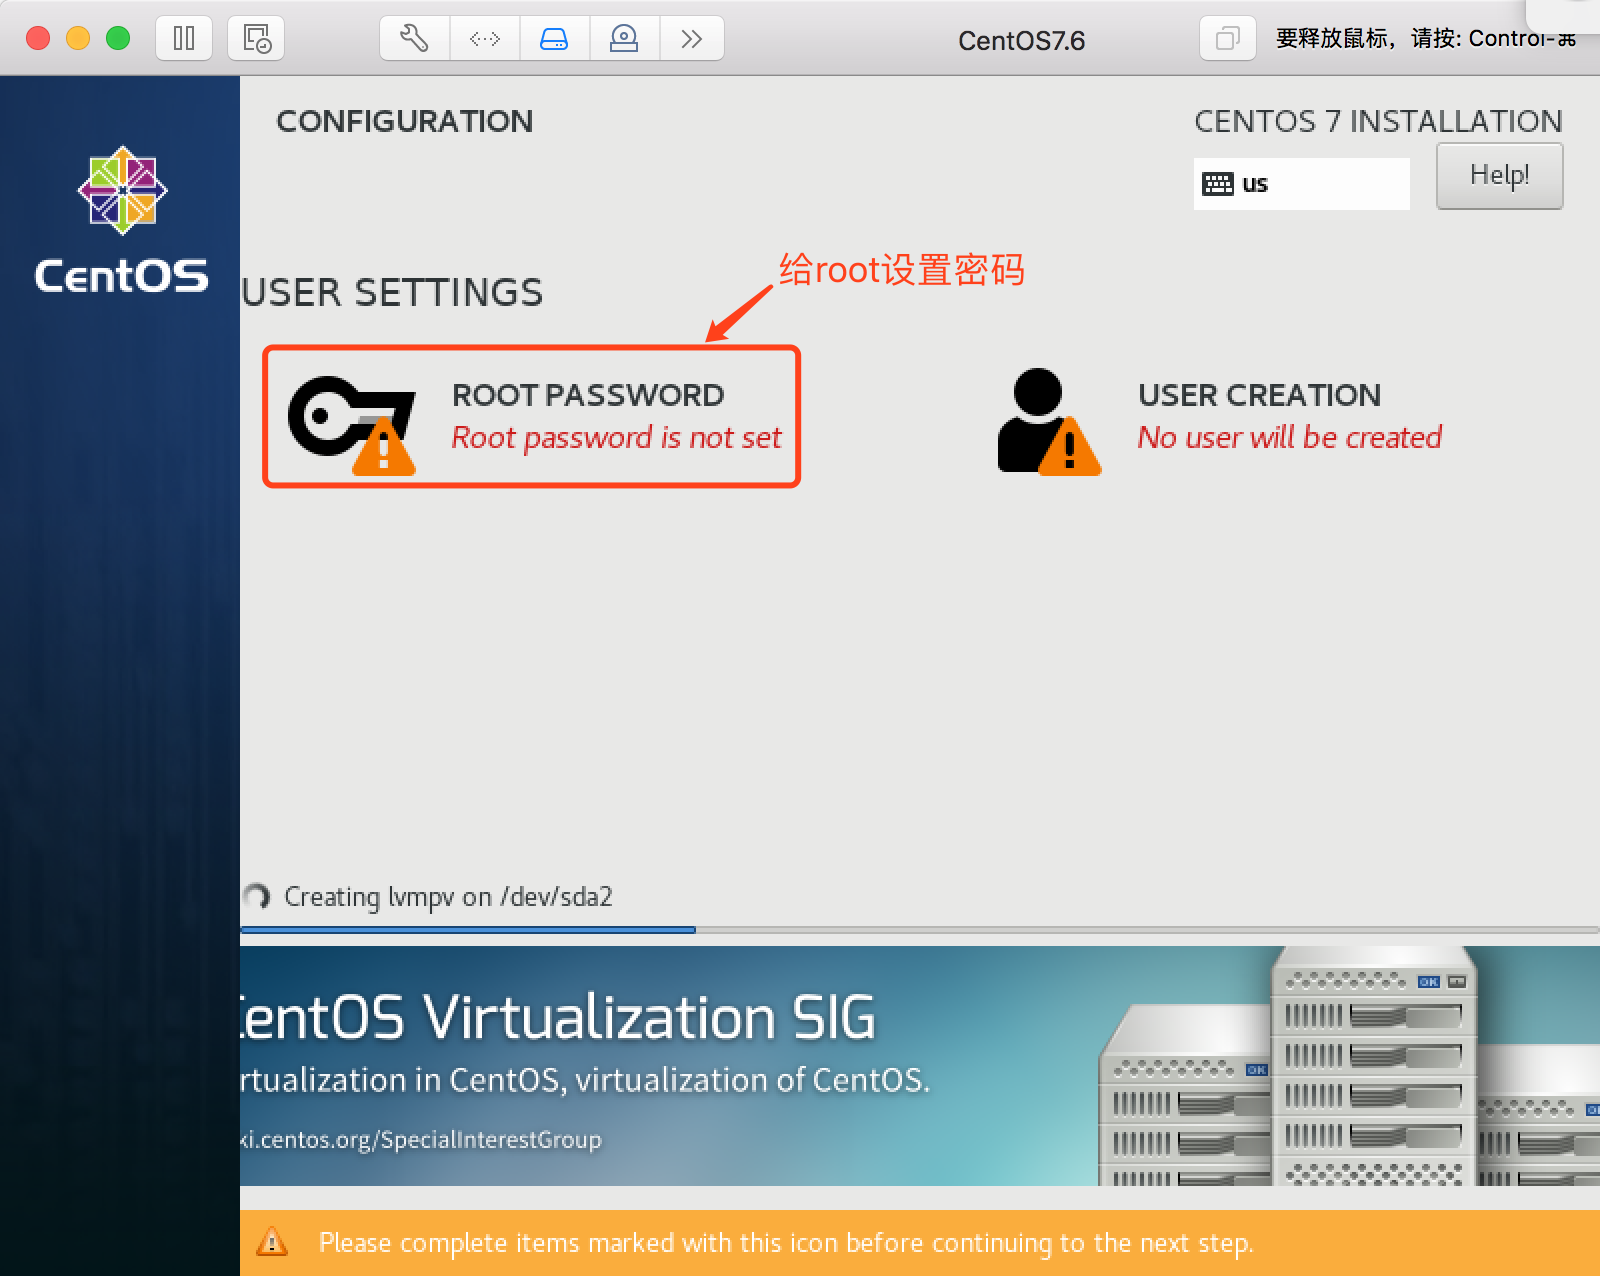 CentOS7.6
要释放鼠标，请按: Control-⌘
CentOS
CONFIGURATION
CENTOS 7 INSTALLATION
us
Help!
给root设置密码
USER SETTINGS
ROOT PASSWORD
Root password is not set
USER CREATION
No user will be created
Creating lvmpv on /dev/sda2
CentOS Virtualization SIG
rtualization in CentOS, virtualization of CentOS.
ki.centos.org/SpecialInterestGroup
OK
OK
OK
Please complete items marked with this icon before continuing to the next step.